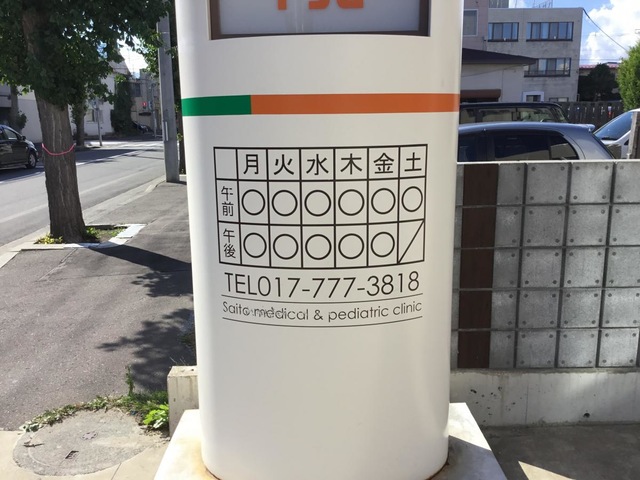 月 火 水 木 金 土
午前 ○ ○ ○ ○ ○ ○
午後 ○ ○ ○ ○ ○ /
TEL017-777-3818
Saito medical & pediatric clinic